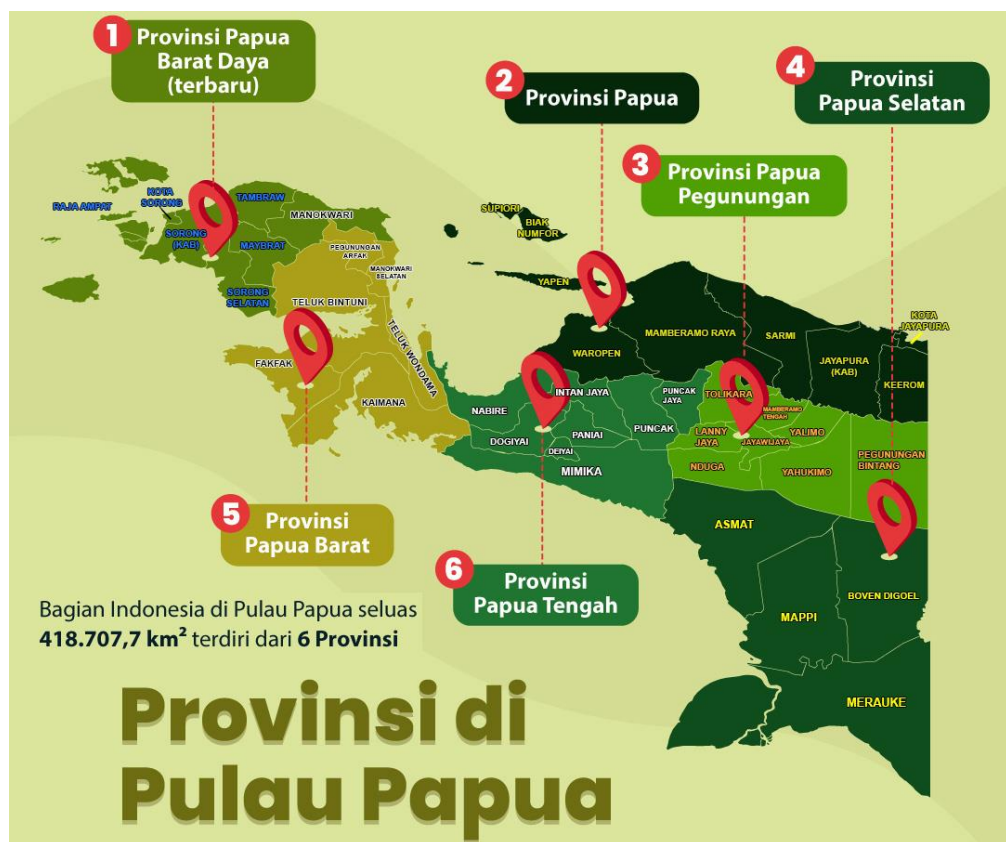 1
Provinsi Papua
Barat Daya
(terbaru)
2
Provinsi Papua
3
Provinsi Papua
Pegunungan
4
Provinsi
Papua Selatan
RAJA AMPAT
KOTA
SORONG
SORONG
(KAB)
TAMBRAW
MAYBRAT
SORONG
SELATAN
MANOKWARI
PEGUNUNGAN
ARFAK
MANOKWARI
SELATAN
TELUK BINTUNI
TELUK WONDAMA
FAKFAK
KAIMANA
SUPIORI
BIAK
NUMFOR
YAPEN
WAROPEN
MAMBERAMO RAYA
SARMI
JAYAPURA
(KAB)
KOTA
JAYAPURA
KEEROM
NABIRE
INTAN JAYA
PUNCAK
JAYA
DOGIYAI
PANIAI
PUNCAK
DEIYAI
MIMIKA
TOLIKARA
MAMBERAMO
TENGAH
LANNY
JAYA
JAYAWIJAYA
YALIMO
NDUGA
YAHUKIMO
PEGUNUNGAN
BINTANG
ASMAT
MAPPI
BOVEN DIGOEL
MERAUKE
5
Provinsi
Papua Barat
6
Provinsi
Papua Tengah
Bagian Indonesia di Pulau Papua seluas
418.707,7 km² terdiri dari 6 Provinsi
Provinsi di
Pulau Papua